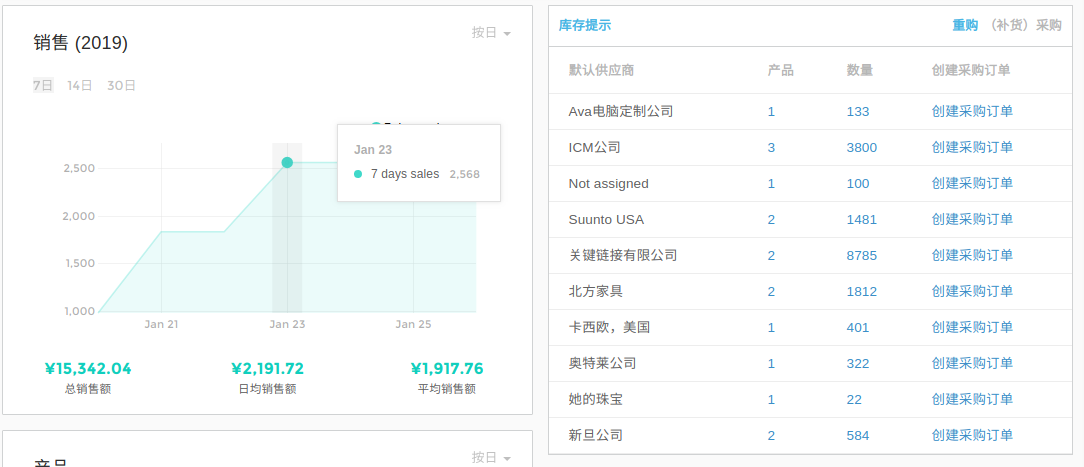 销售 (2019)
按日
7日 14日 30日
Jan 23
7 days sales 2,568
2,500
2,000
1,500
1,000
Jan 21 Jan 23 Jan 25
¥15,342.04 ¥2,191.72 ¥1,917.76
总销售额 日均销售额 平均销售额
按日
库存提示 重购 （补货）采购
默认供应商 产品 数量 创建采购订单
Ava电脑定制公司 1 133 创建采购订单
ICM公司 3 3800 创建采购订单
Not assigned 1 100 创建采购订单
Suunto USA 2 1481 创建采购订单
关键链接有限公司 2 8785 创建采购订单
北方家具 2 1812 创建采购订单
卡西欧，美国 1 401 创建采购订单
奥特莱公司 1 322 创建采购订单
她的珠宝 1 22 创建采购订单
新旦公司 2 584 创建采购订单